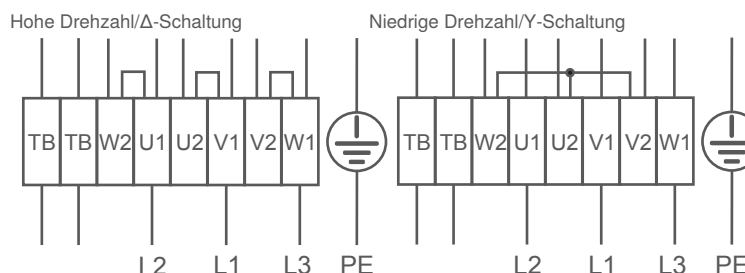 Hohe Drehzahl/Δ-Schaltung
Niedrige Drehzahl/Y-Schaltung
TB TB W2 U1 U2 V1 V2 W1
TB TB W2 U1 U2 V1 V2 W1
L2 L1 L3 PE
L2 L1 L3 PE